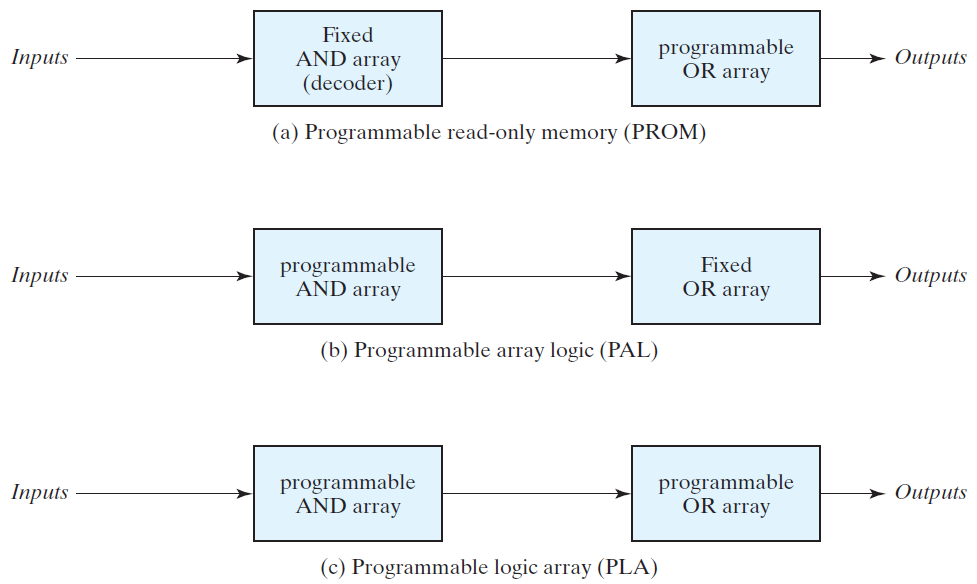 Inputs
Fixed
AND array
(decoder)
programmable
OR array
Outputs
(a) Programmable read-only memory (PROM)
Inputs
programmable
AND array
Fixed
OR array
Outputs
(b) Programmable array logic (PAL)
Inputs
programmable
AND array
programmable
OR array
Outputs
(c) Programmable logic array (PLA)